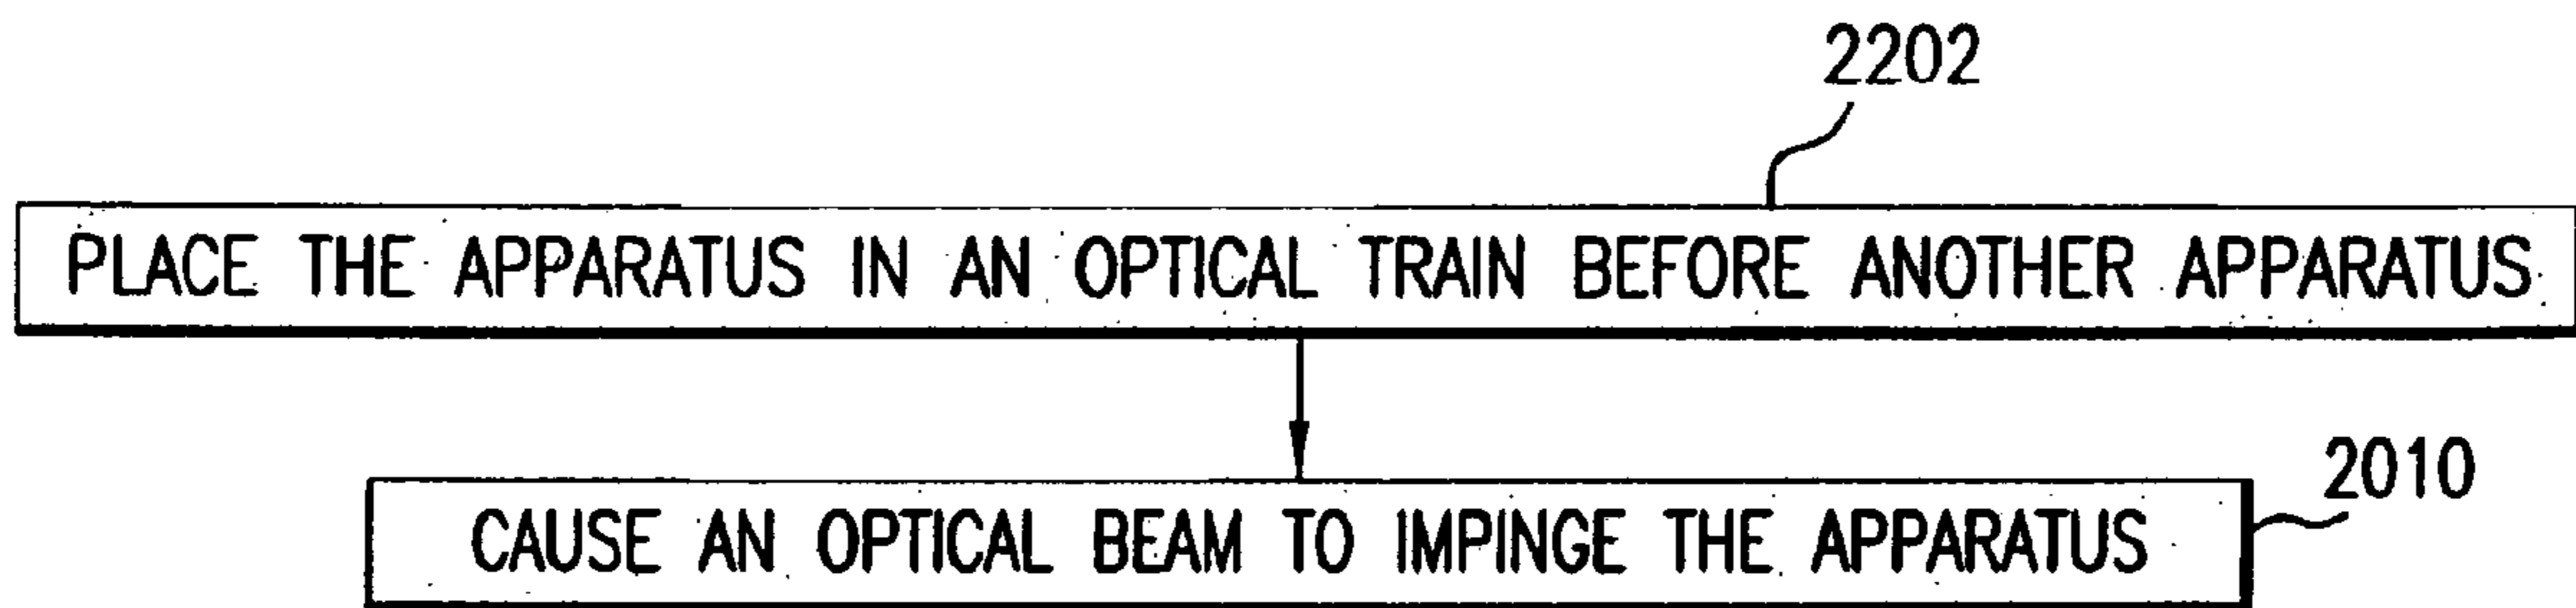 2202
PLACE THE APPARATUS IN AN OPTICAL TRAIN BEFORE ANOTHER APPARATUS
2010
CAUSE AN OPTICAL BEAM TO IMPINGE THE APPARATUS